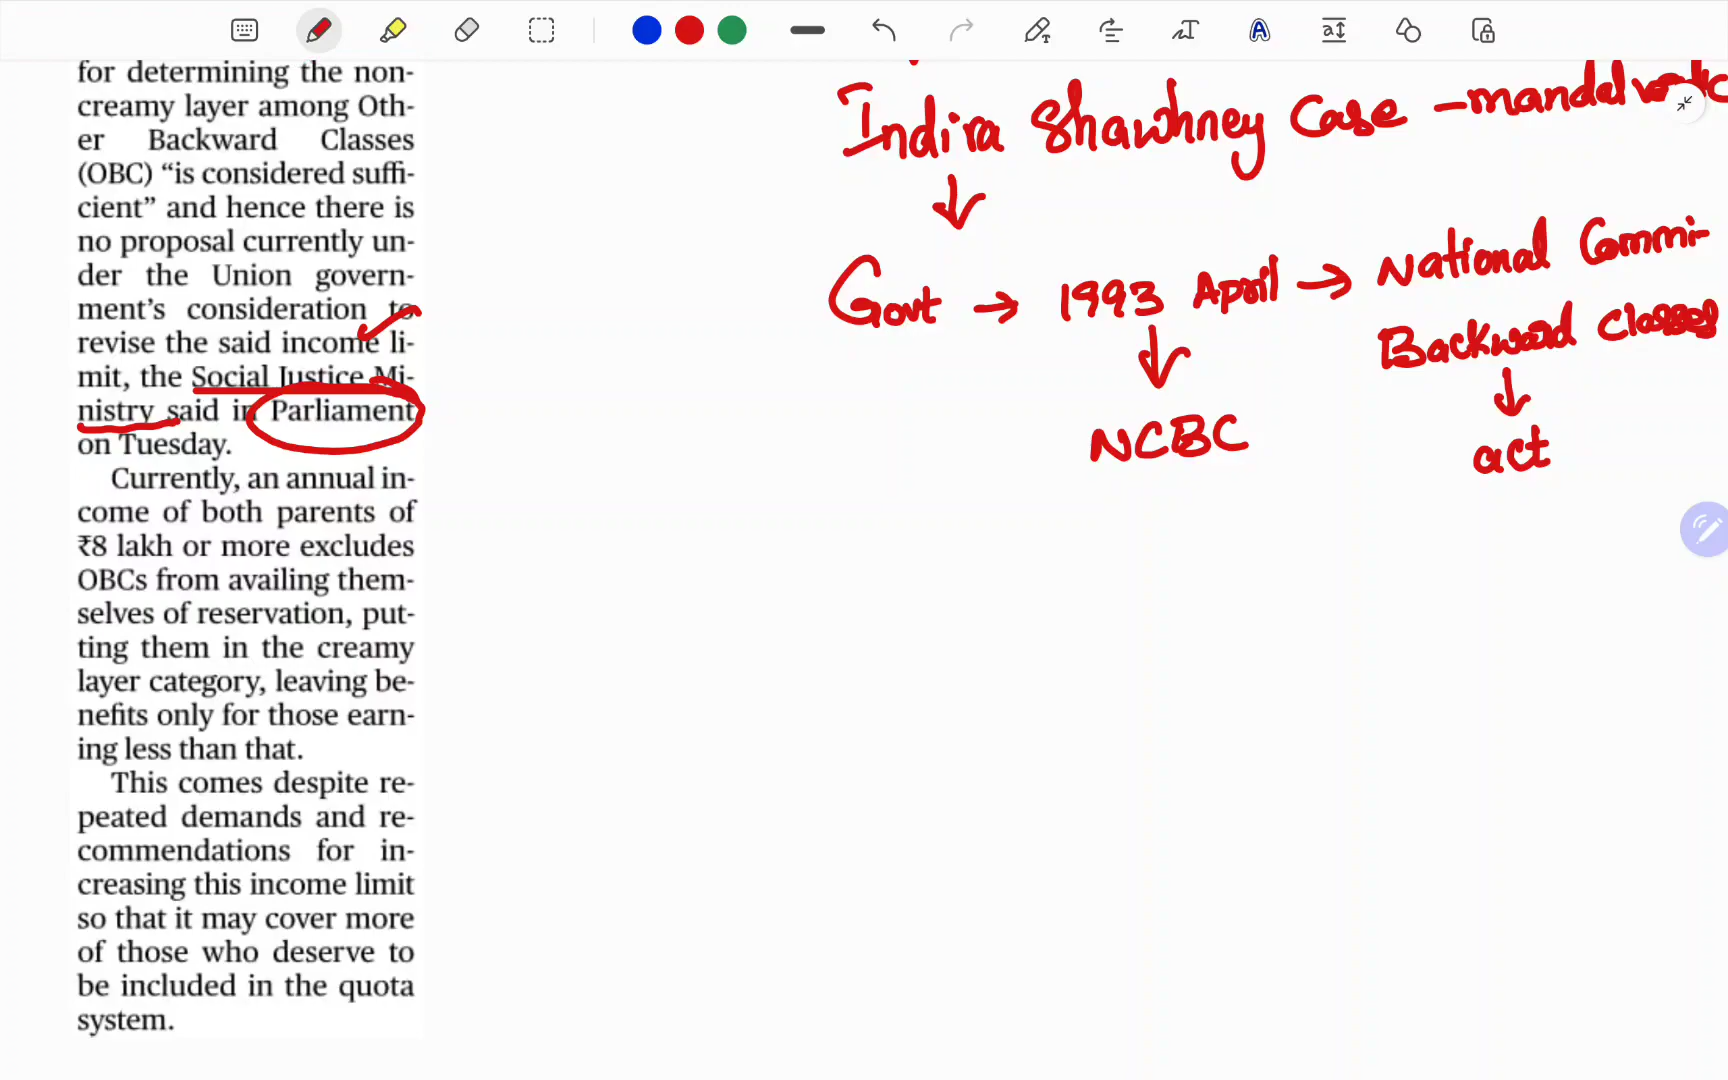 for determining the non-
creamy layer among Oth-
er Backward Classes
(OBC) “is considered suffi-
cient” and hence there is
no proposal currently un-
der the Union govern-
ment’s consideration to
revise the said income li-
mit, the Social Justice Mi-
nistry said in Parliament
on Tuesday.
Currently, an annual in-
come of both parents of
₹8 lakh or more excludes
OBCs from availing them-
selves of reservation, put-
ting them in the creamy
layer category, leaving be-
nefits only for those earn-
ing less than that.
This comes despite re-
peated demands and re-
commendations for in-
creasing this income limit
so that it may cover more
of those who deserve to
be included in the quota
system.
Indira Shawhney Case - mandal
Govt → 1993 April → National Commi-
Backward Classes
NCBC
act